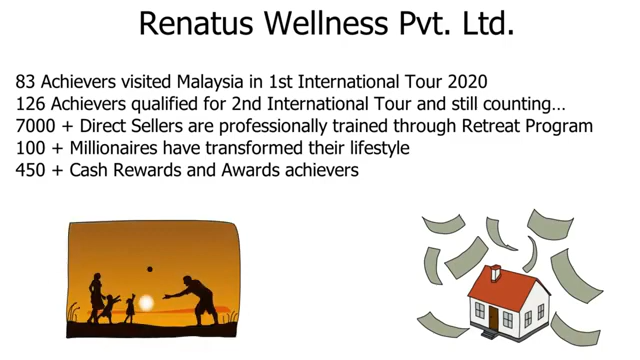 Renatus Wellness Pvt. Ltd.
83 Achievers visited Malaysia in 1st International Tour 2020
126 Achievers qualified for 2nd International Tour and still counting...
7000 + Direct Sellers are professionally trained through Retreat Program
100 + Millionaires have transformed their lifestyle
450 + Cash Rewards and Awards achievers